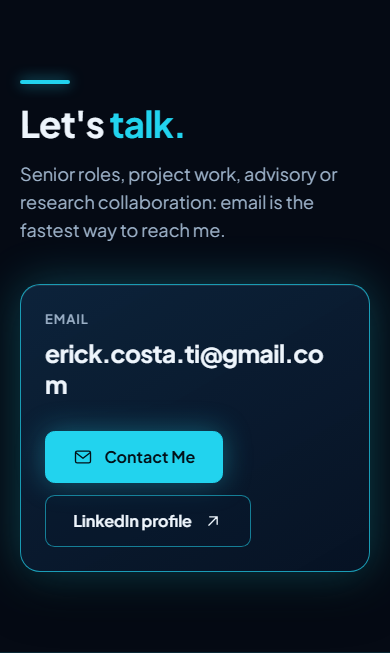 Let's talk.
Senior roles, project work, advisory or
research collaboration: email is the
fastest way to reach me.
EMAIL
erick.costa.ti@gmail.co
m
Contact Me
LinkedIn profile